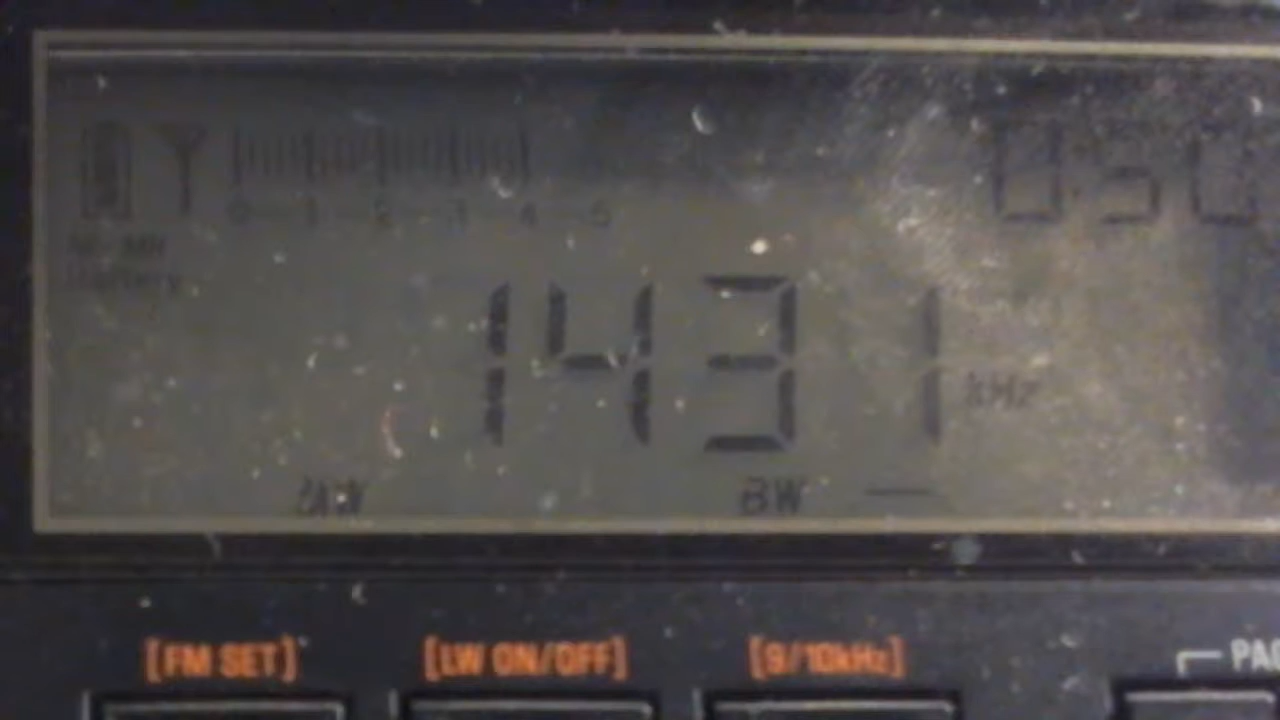 0 1 2 3 4 5
Ni-MH
Battery
1431 kHz
MW BW
[FM SET] [LW ON/OFF] [9/10kHz]